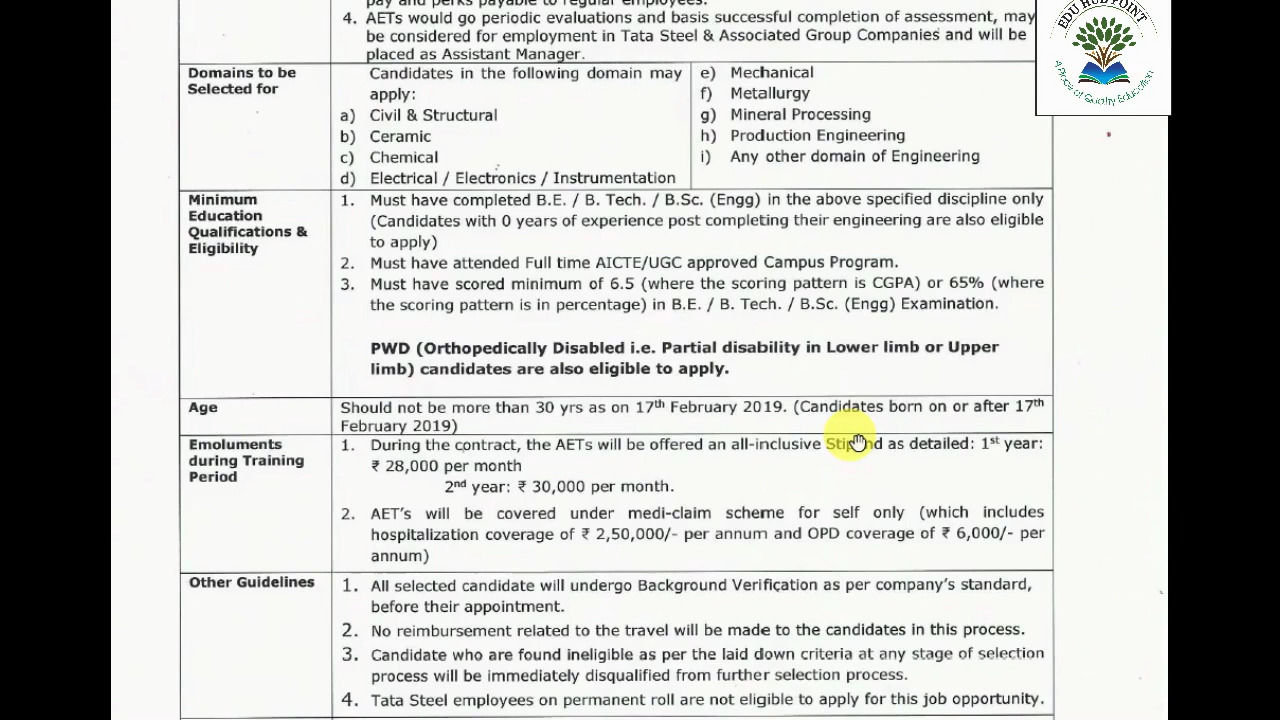 pay and perks payable to regular employees.
4. AETs would go periodic evaluations and basis successful completion of assessment, may
be considered for employment in Tata Steel & Associated Group Companies and will be
placed as Assistant Manager.
EDU HUB POINT
A Place of Quality Education
Domains to be
Selected for
Candidates in the following domain may
apply:
a) Civil & Structural
b) Ceramic
c) Chemical
d) Electrical / Electronics / Instrumentation
e) Mechanical
f) Metallurgy
g) Mineral Processing
h) Production Engineering
i) Any other domain of Engineering
Minimum
Education
Qualifications &
Eligibility
1. Must have completed B.E. / B. Tech. / B.Sc. (Engg) in the above specified discipline only
(Candidates with 0 years of experience post completing their engineering are also eligible
to apply)
2. Must have attended Full time AICTE/UGC approved Campus Program.
3. Must have scored minimum of 6.5 (where the scoring pattern is CGPA) or 65% (where
the scoring pattern is in percentage) in B.E. / B. Tech. / B.Sc. (Engg) Examination.
PWD (Orthopedically Disabled i.e. Partial disability in Lower limb or Upper
limb) candidates are also eligible to apply.
Age
Should not be more than 30 yrs as on 17th February 2019. (Candidates born on or after 17th
February 2019)
Emoluments
during Training
Period
1. During the contract, the AETs will be offered an all-inclusive Stipend as detailed: 1st year:
₹ 28,000 per month
2nd year: ₹ 30,000 per month.
2. AET's will be covered under medi-claim scheme for self only (which includes
hospitalization coverage of ₹ 2,50,000/- per annum and OPD coverage of ₹ 6,000/- per
annum)
Other Guidelines
1. All selected candidate will undergo Background Verification as per company's standard,
before their appointment.
2. No reimbursement related to the travel will be made to the candidates in this process.
3. Candidate who are found ineligible as per the laid down criteria at any stage of selection
process will be immediately disqualified from further selection process.
4. Tata Steel employees on permanent roll are not eligible to apply for this job opportunity.